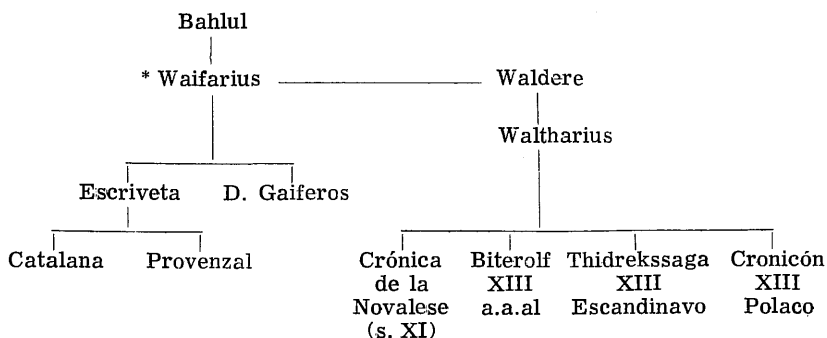 Bahlul
* Waifarius Waldere
Waltharius
Escriveta D. Gaiferos
Catalana Provenzal Crónica Biterolf Thidrekssaga Cronicón
de la XIII XIII XIII
Novalese a.a.al Escandinavo Polaco
(s. XI)